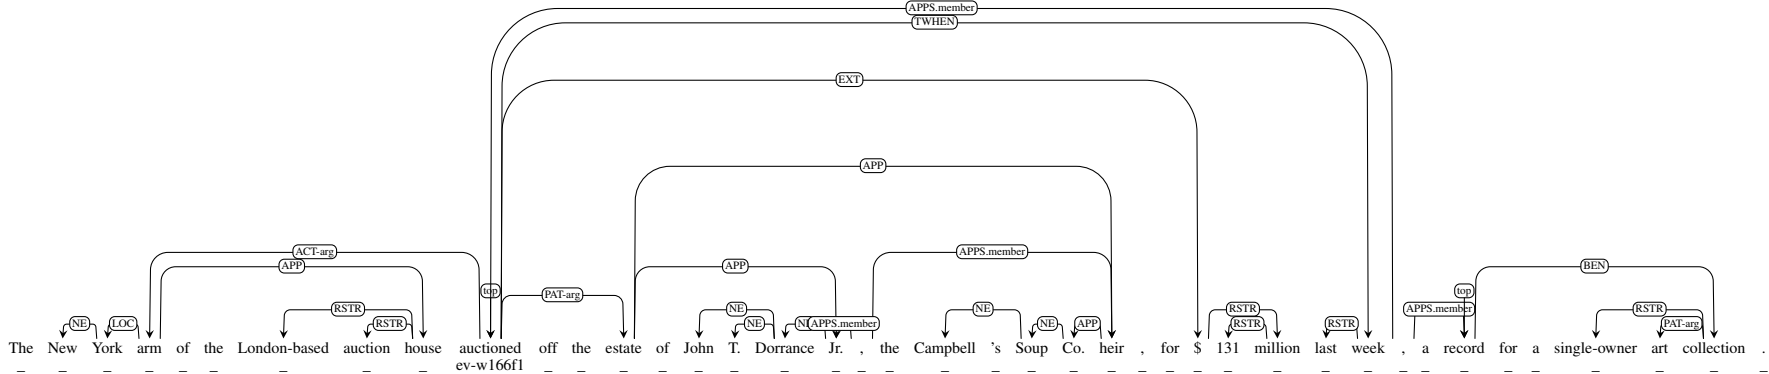 APPS.member
TWHEN
EXT
APP
ACT-arg APPS.member
APP APP BEN
top PAT-arg top
RSTR NE NE RSTR APPS.member RSTR
NE LOC RSTR NE APPS.member NE APP RSTR RSTR PAT-arg
The New York arm of the London-based auction house auctioned off the estate of John T. Dorrance Jr. , the Campbell 's Soup Co. heir , for $ 131 million last week , a record for a single-owner art collection .
_ _ _ _ _ _ _ _ _ ev-w166f1 _ _ _ _ _ _ _ _ _ _ _ _ _ _ _ _ _ _ _ _ _ _ _ _ _ _ _ _ _ _ _